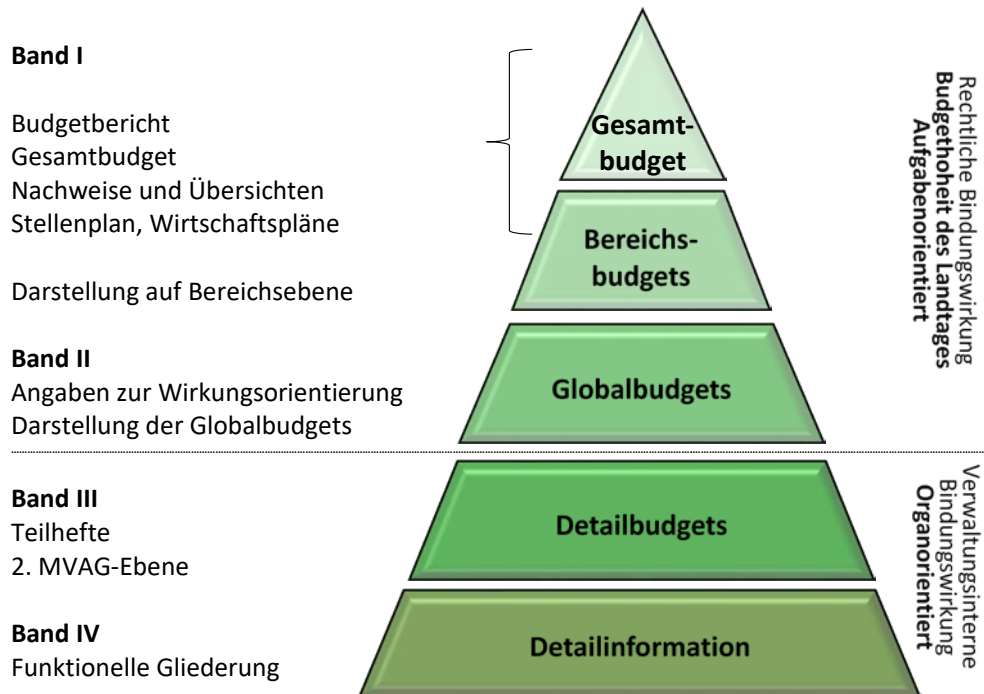 Band I
Budgetbericht
Gesamtbudget
Nachweise und Übersichten
Stellenplan, Wirtschaftspläne
Darstellung auf Bereichsebene
Band II
Angaben zur Wirkungsorientierung
Darstellung der Globalbudgets
Band III
Teilhefte
2. MVAG-Ebene
Band IV
Funktionelle Gliederung
Gesamt-
budget
Bereichs-
budgets
Globalbudgets
Detailbudgets
Detailinformation
Rechtliche Bindungswirkung
Budgethoheit des Landtages
Aufgabenorientiert
Verwaltungsinterne
Bindungswirkung
Organorientiert